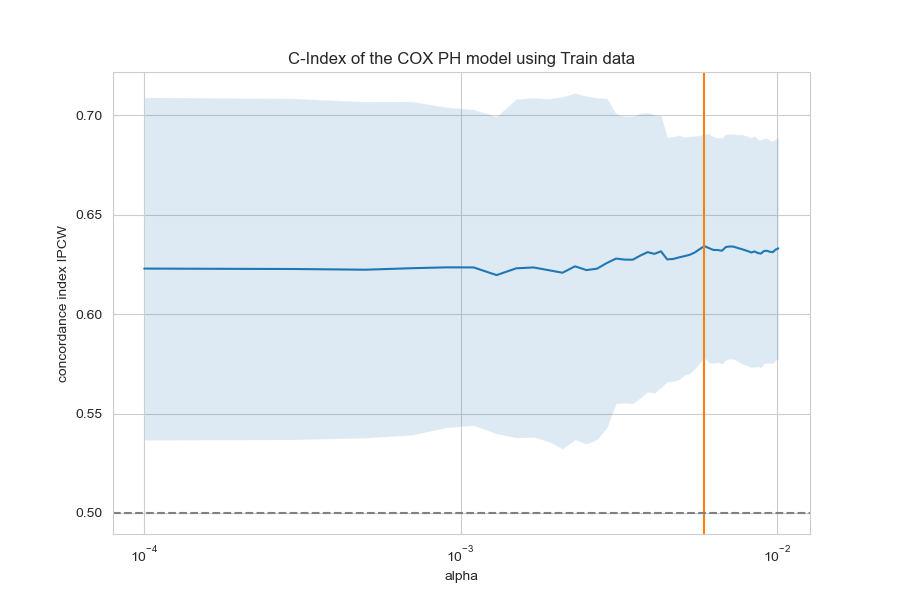 C-Index of the COX PH model using Train data
concordance index IPCW
0.70
0.65
0.60
0.55
0.50
10⁻⁴
10⁻³
10⁻²
alpha